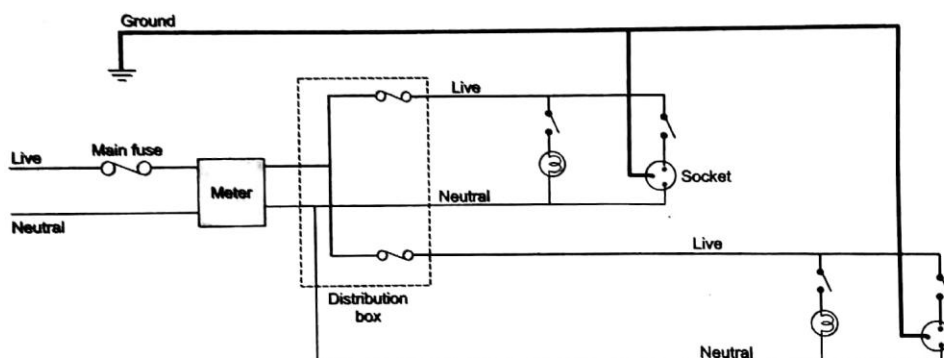 Ground
Live
Live
Main fuse
Meter
Socket
Neutral
Neutral
Live
Distribution
box
Neutral